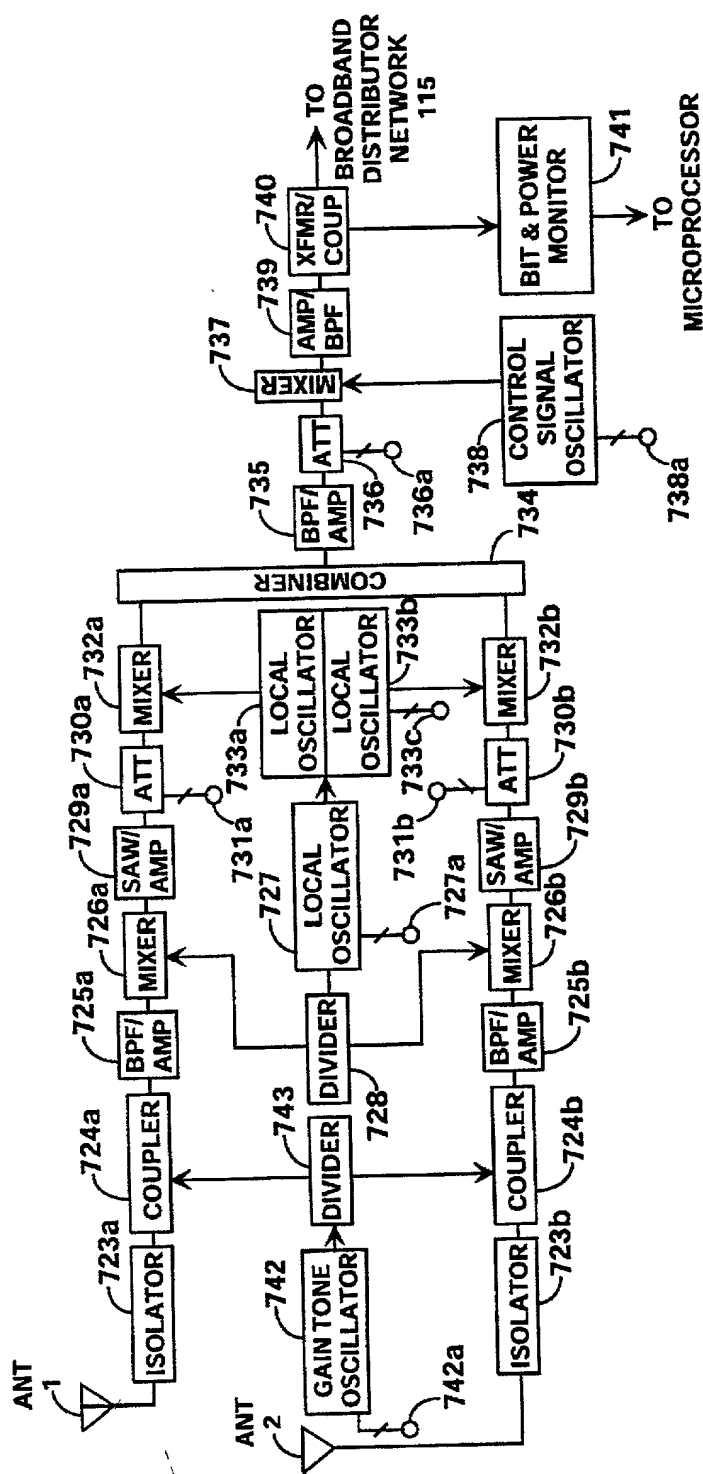 ANT
1
723a
ISOLATOR
724a
COUPLER
725a
BPF/
AMP
726a
MIXER
729a
SAW/
AMP
730a
ATT
731a
732a
MIXER
ANT
2
742
GAIN TONE
OSCILLATOR
742a
743
DIVIDER
DIVIDER
728
727
LOCAL
OSCILLATOR
727a
733a
LOCAL
OSCILLATOR
LOCAL
OSCILLATOR
733b
733c
723b
ISOLATOR
724b
COUPLER
725b
BPF/
AMP
726b
MIXER
729b
SAW/
AMP
731b
730b
ATT
732b
MIXER
COMBINER
734
735
BPF/
AMP
ATT
736
736a
737
MIXER
739
AMP/
BPF
740
XFMR/
COUP
TO
BROADBAND
DISTRIBUTOR
NETWORK
115
738
CONTROL
SIGNAL
OSCILLATOR
738a
BIT & POWER
MONITOR
741
TO
MICROPROCESSOR